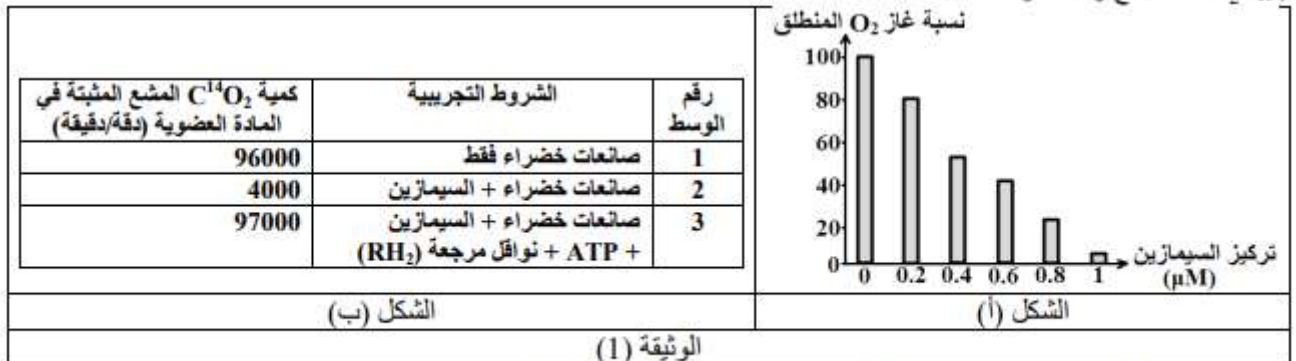 نسبة غاز O₂ المنطلق
100
80
60
40
20
0
0 0.2 0.4 0.6 0.8 1
تركيز السيمازين
(µM)
الشكل (أ)
رقم الوسط | الشروط التجريبية | كمية C¹⁴O₂ المشع المثبتة في المادة العضوية (دقة/دقيقة)
1 | صانعات خضراء فقط | 96000
2 | صانعات خضراء + السيمازين | 4000
3 | صانعات خضراء + السيمازين + ATP + نواقل مرجعة (RH₂) | 97000
الشكل (ب)
الوثيقة (1)